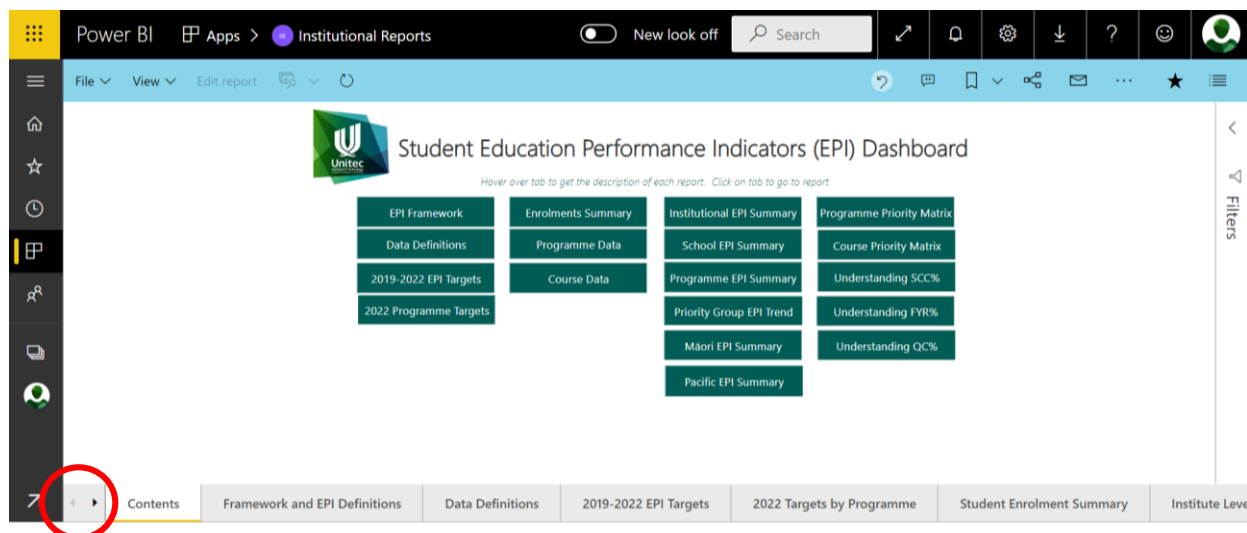 Power BI Apps > IR Institutional Reports New look off Search ?
File View Edit report ...
Unitec
Student Education Performance Indicators (EPI) Dashboard
Hover over tab to get the description of each report. Click on tab to go to report
EPI Framework Enrolments Summary Institutional EPI Summary Programme Priority Matrix
Data Definitions Programme Data School EPI Summary Course Priority Matrix
2019-2022 EPI Targets Course Data Programme EPI Summary Understanding SCC%
2022 Programme Targets Priority Group EPI Trend Understanding FYR%
Māori EPI Summary Understanding QC%
Pacific EPI Summary
Filters
Contents Framework and EPI Definitions Data Definitions 2019-2022 EPI Targets 2022 Targets by Programme Student Enrolment Summary Institute Leve